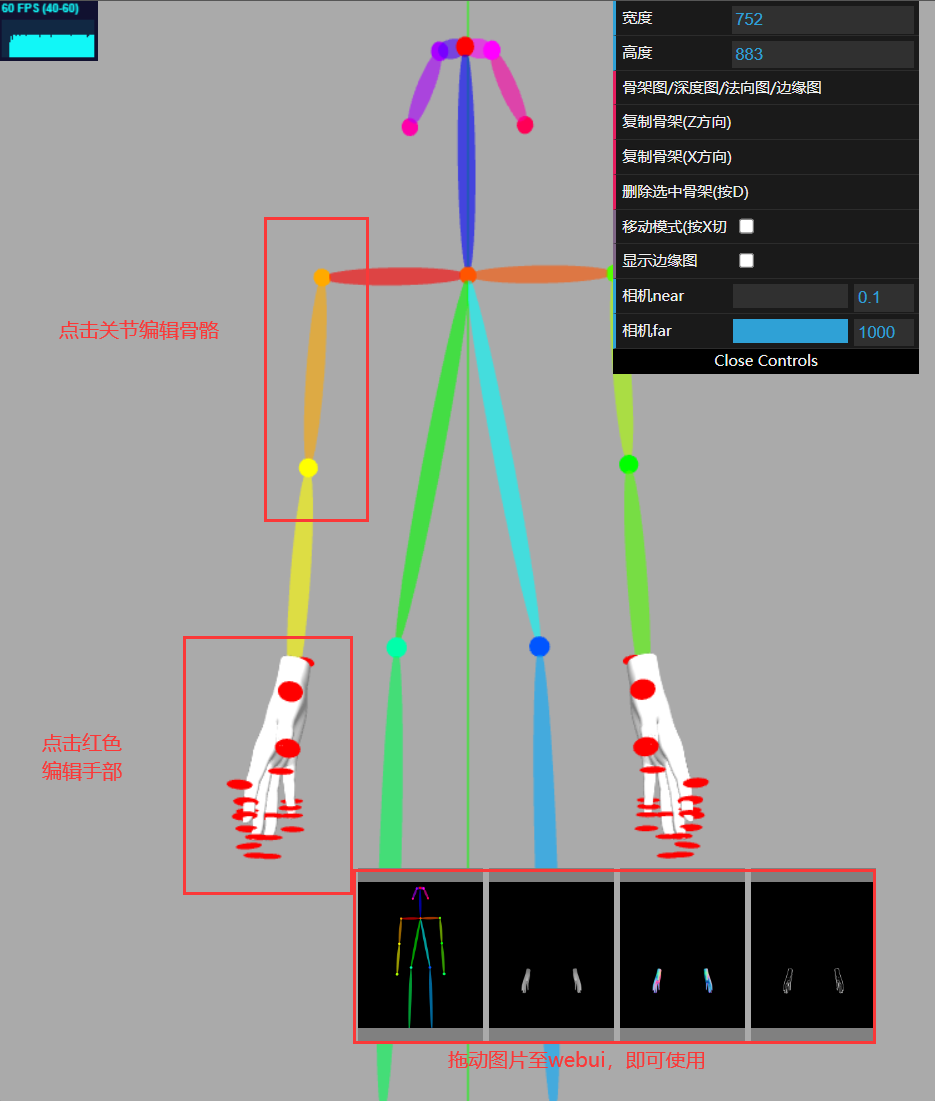 60 FPS (40-60)
宽度
752
高度
883
骨架图/深度图/法向图/边缘图
复制骨架(Z方向)
复制骨架(X方向)
删除选中骨架(按D)
移动模式(按X切
显示边缘图
相机near
0.1
相机far
1000
Close Controls
点击关节编辑骨骼
点击红色
编辑手部
拖动图片至webui，即可使用